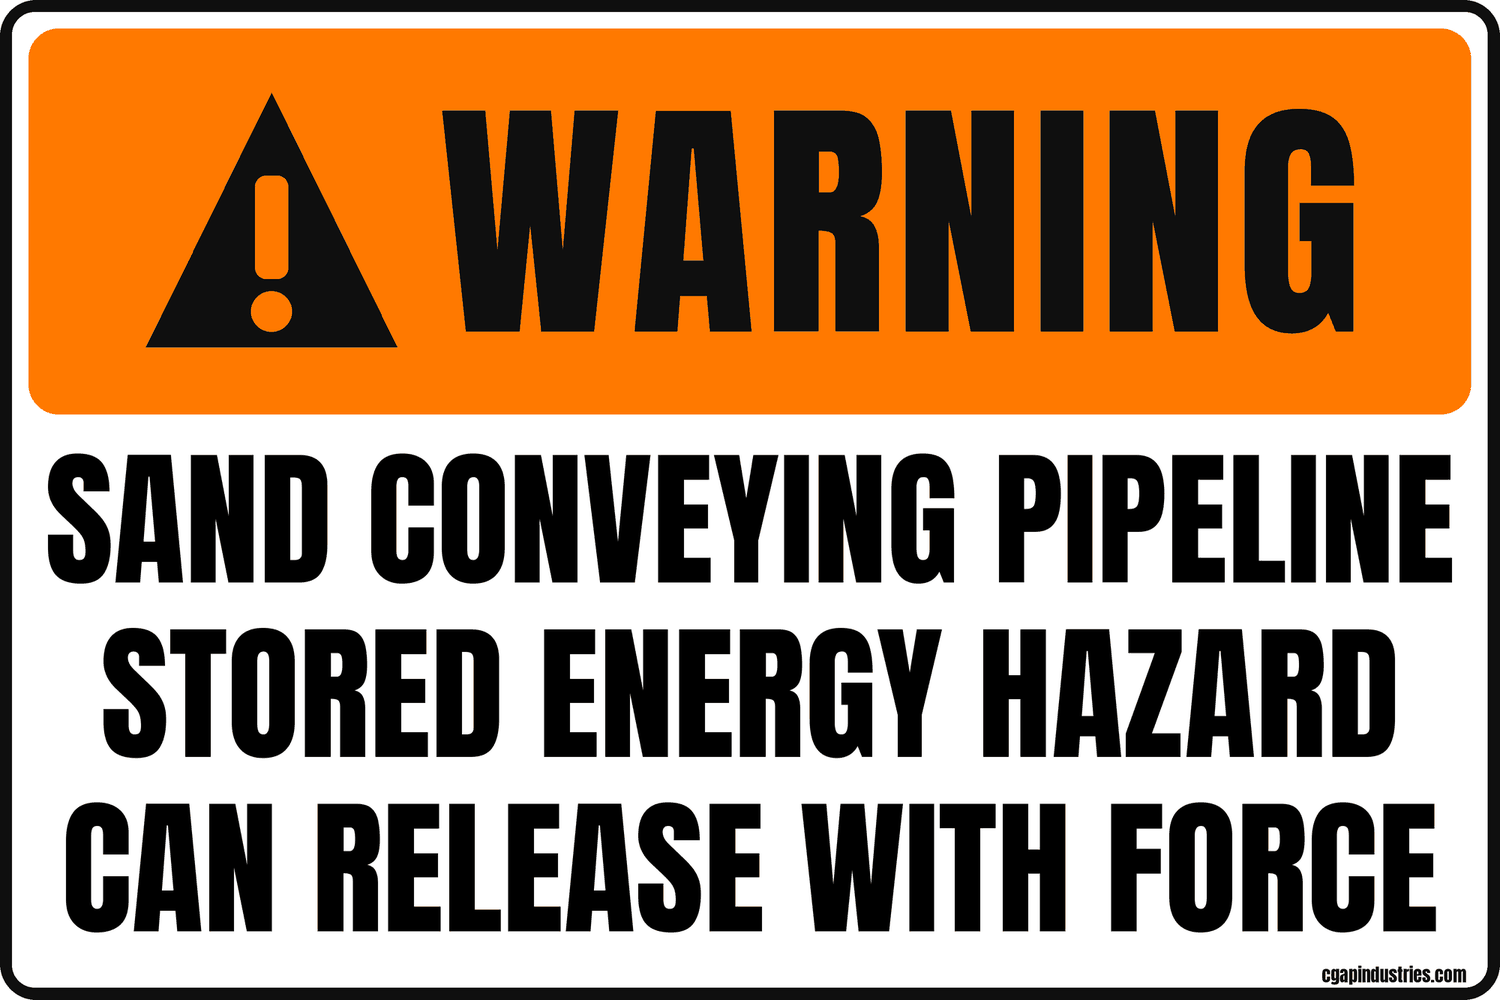 WARNING
SAND CONVEYING PIPELINE
STORED ENERGY HAZARD
CAN RELEASE WITH FORCE
cgapindustries.com